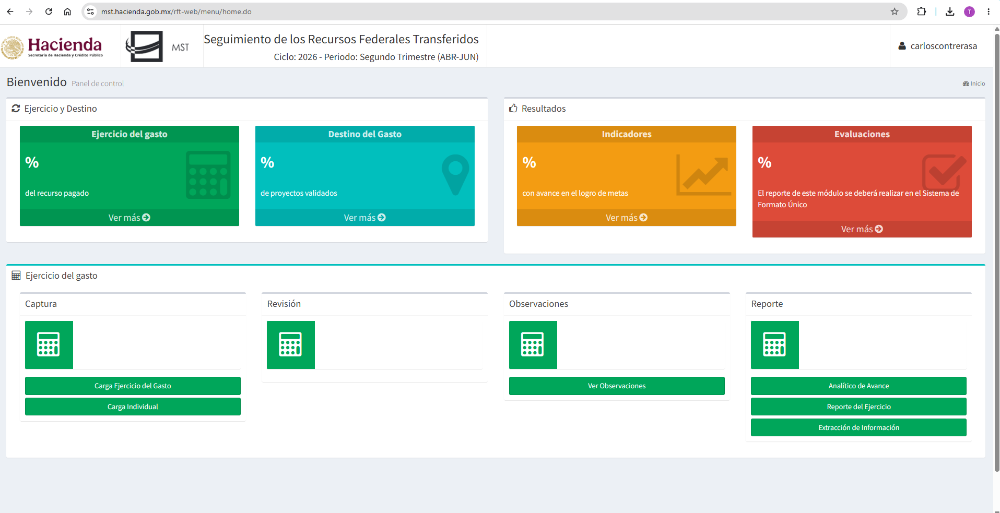 mst.hacienda.gob.mx/rft-web/menu/home.do
T
Hacienda
Secretaría de Hacienda y Crédito Público
MST
Seguimiento de los Recursos Federales Transferidos
Ciclo: 2026 - Periodo: Segundo Trimestre (ABR-JUN)
carloscontrerasa
Bienvenido Panel de control
Inicio
Ejercicio y Destino
Ejercicio del gasto
%
del recurso pagado
Ver más
Destino del Gasto
%
de proyectos validados
Ver más
Resultados
Indicadores
%
con avance en el logro de metas
Ver más
Evaluaciones
%
El reporte de este módulo se deberá realizar en el Sistema de
Formato Único
Ver más
Ejercicio del gasto
Captura
Carga Ejercicio del Gasto
Carga Individual
Revisión
Observaciones
Ver Observaciones
Reporte
Analítico de Avance
Reporte del Ejercicio
Extracción de Información